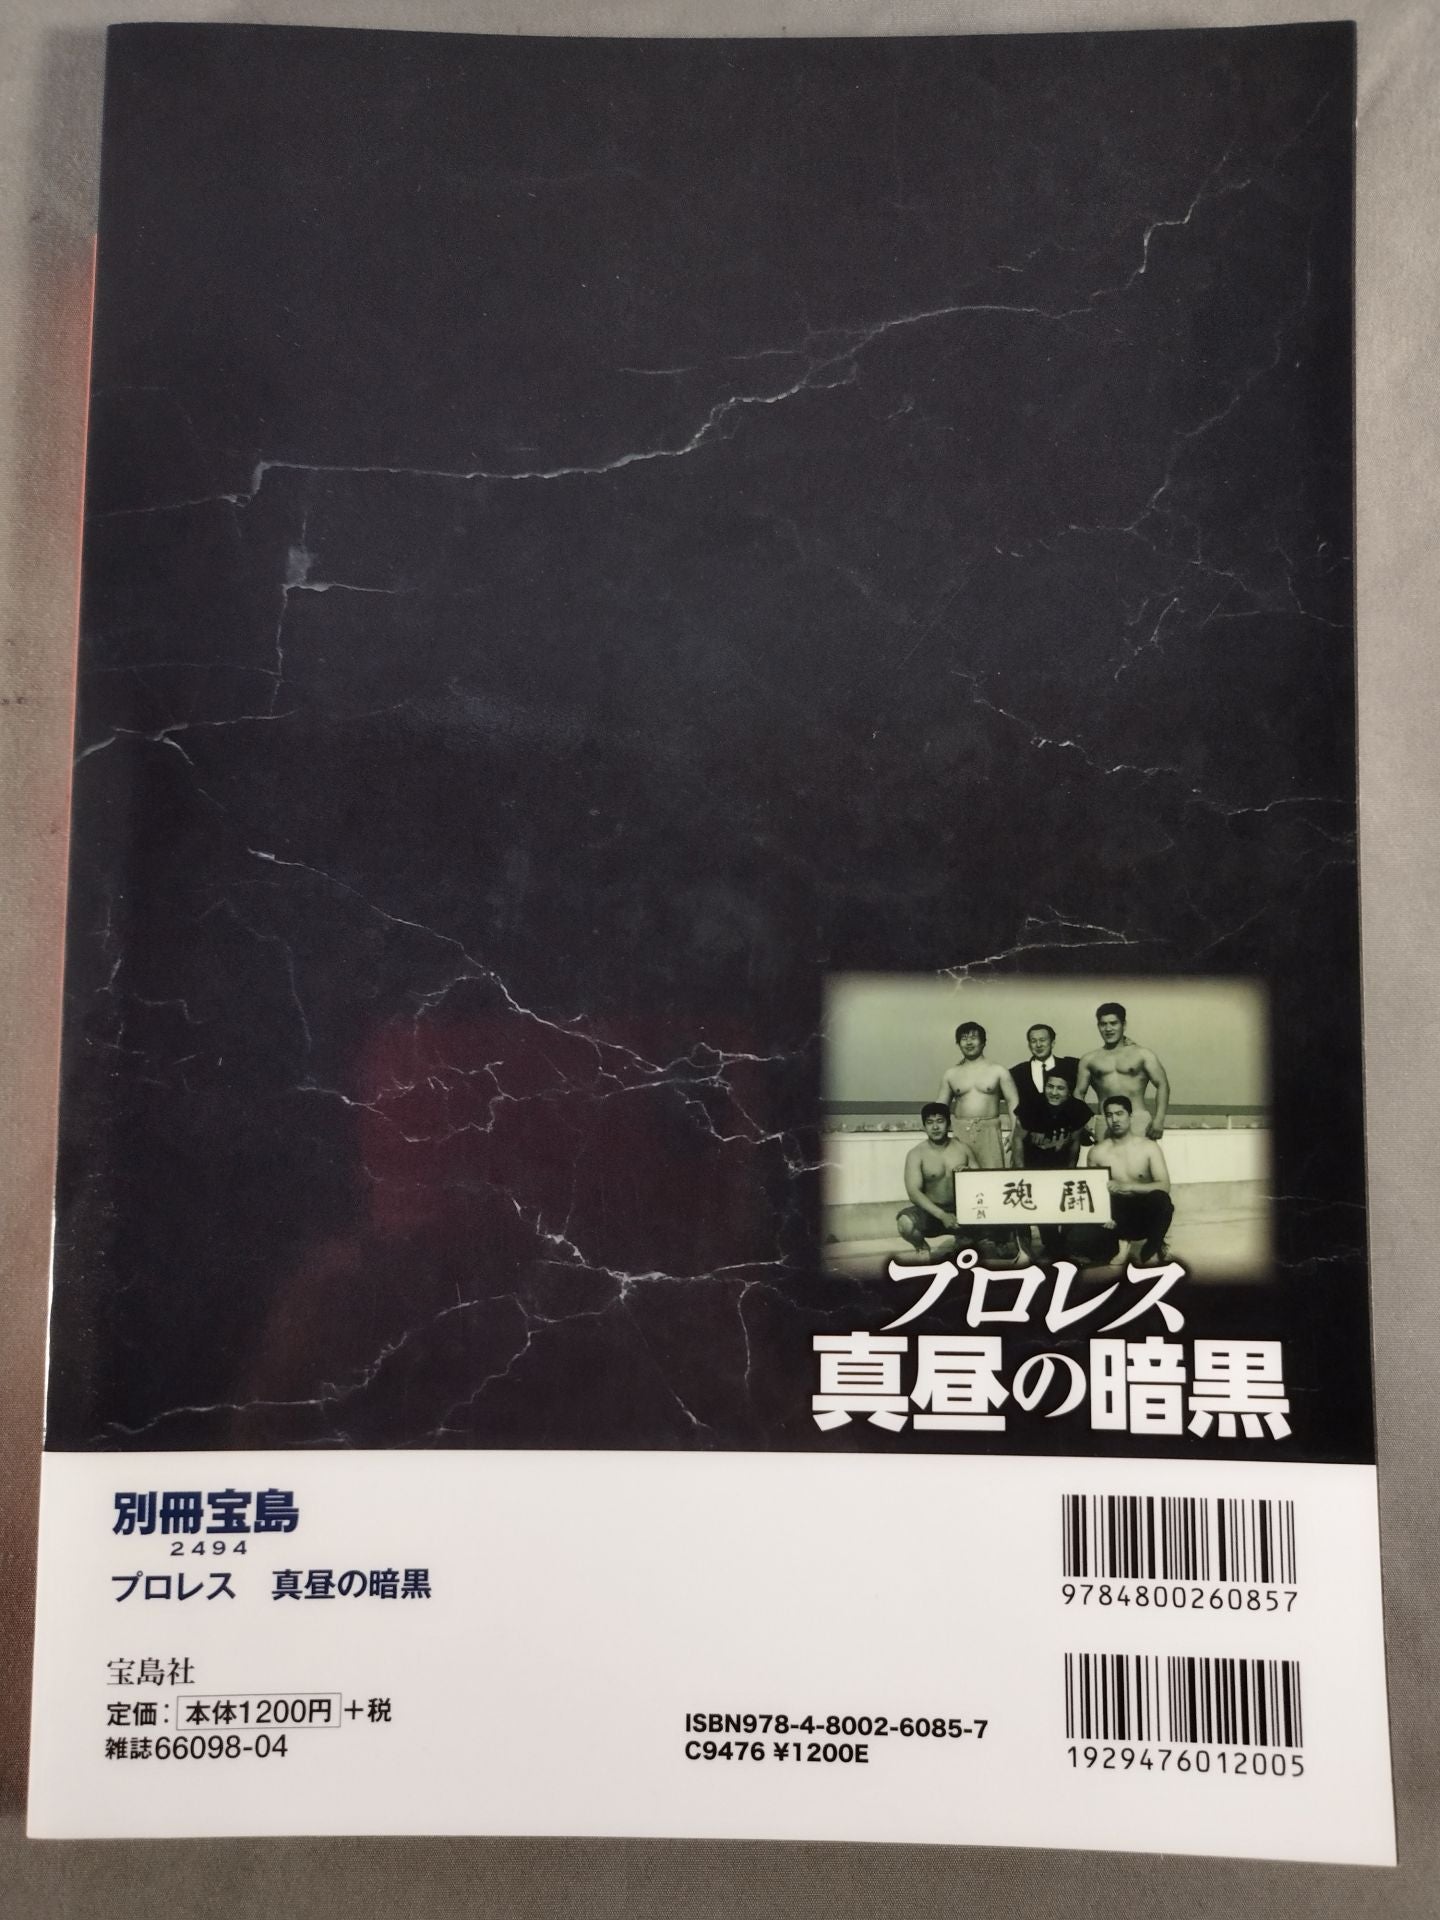 魂 闘
プロレス
真昼の暗黒
別冊宝島
2494
プロレス 真昼の暗黒
宝島社
定価：本体1200円+税
雑誌66098-04
ISBN978-4-8002-6085-7
C9476 ¥1200E
9784800260857
1929476012005